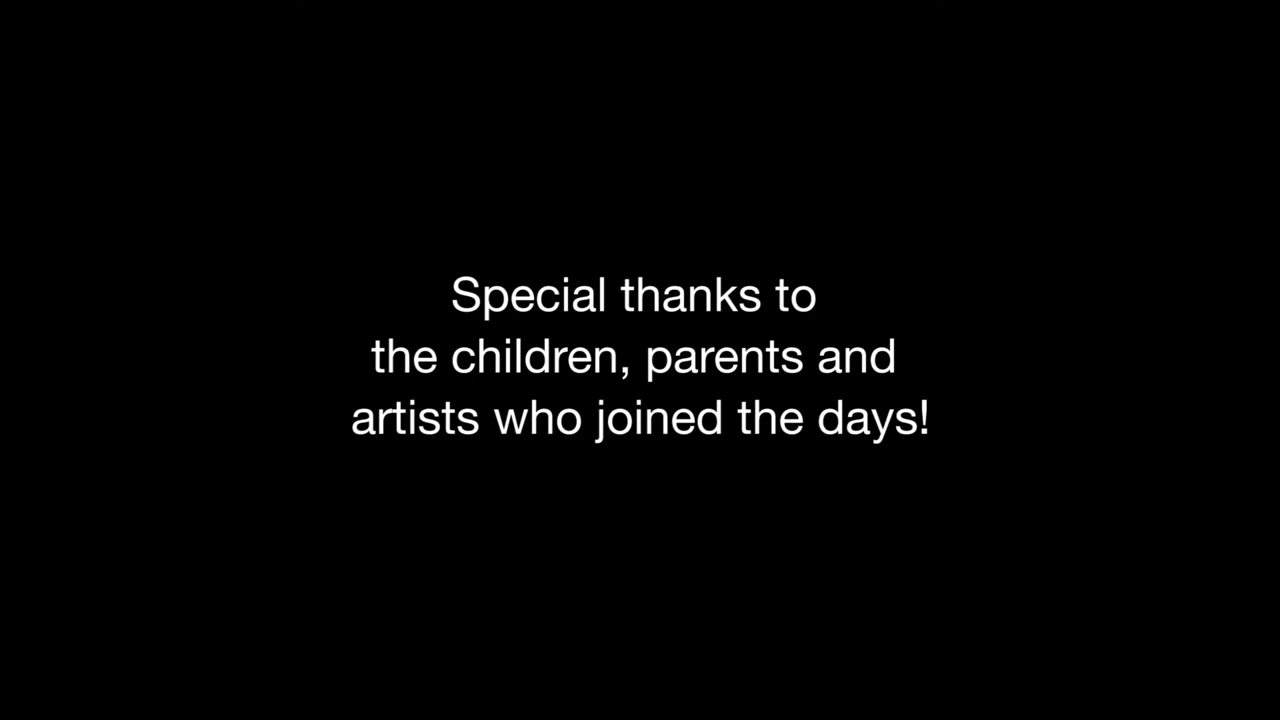 Special thanks to
the children, parents and
artists who joined the days!